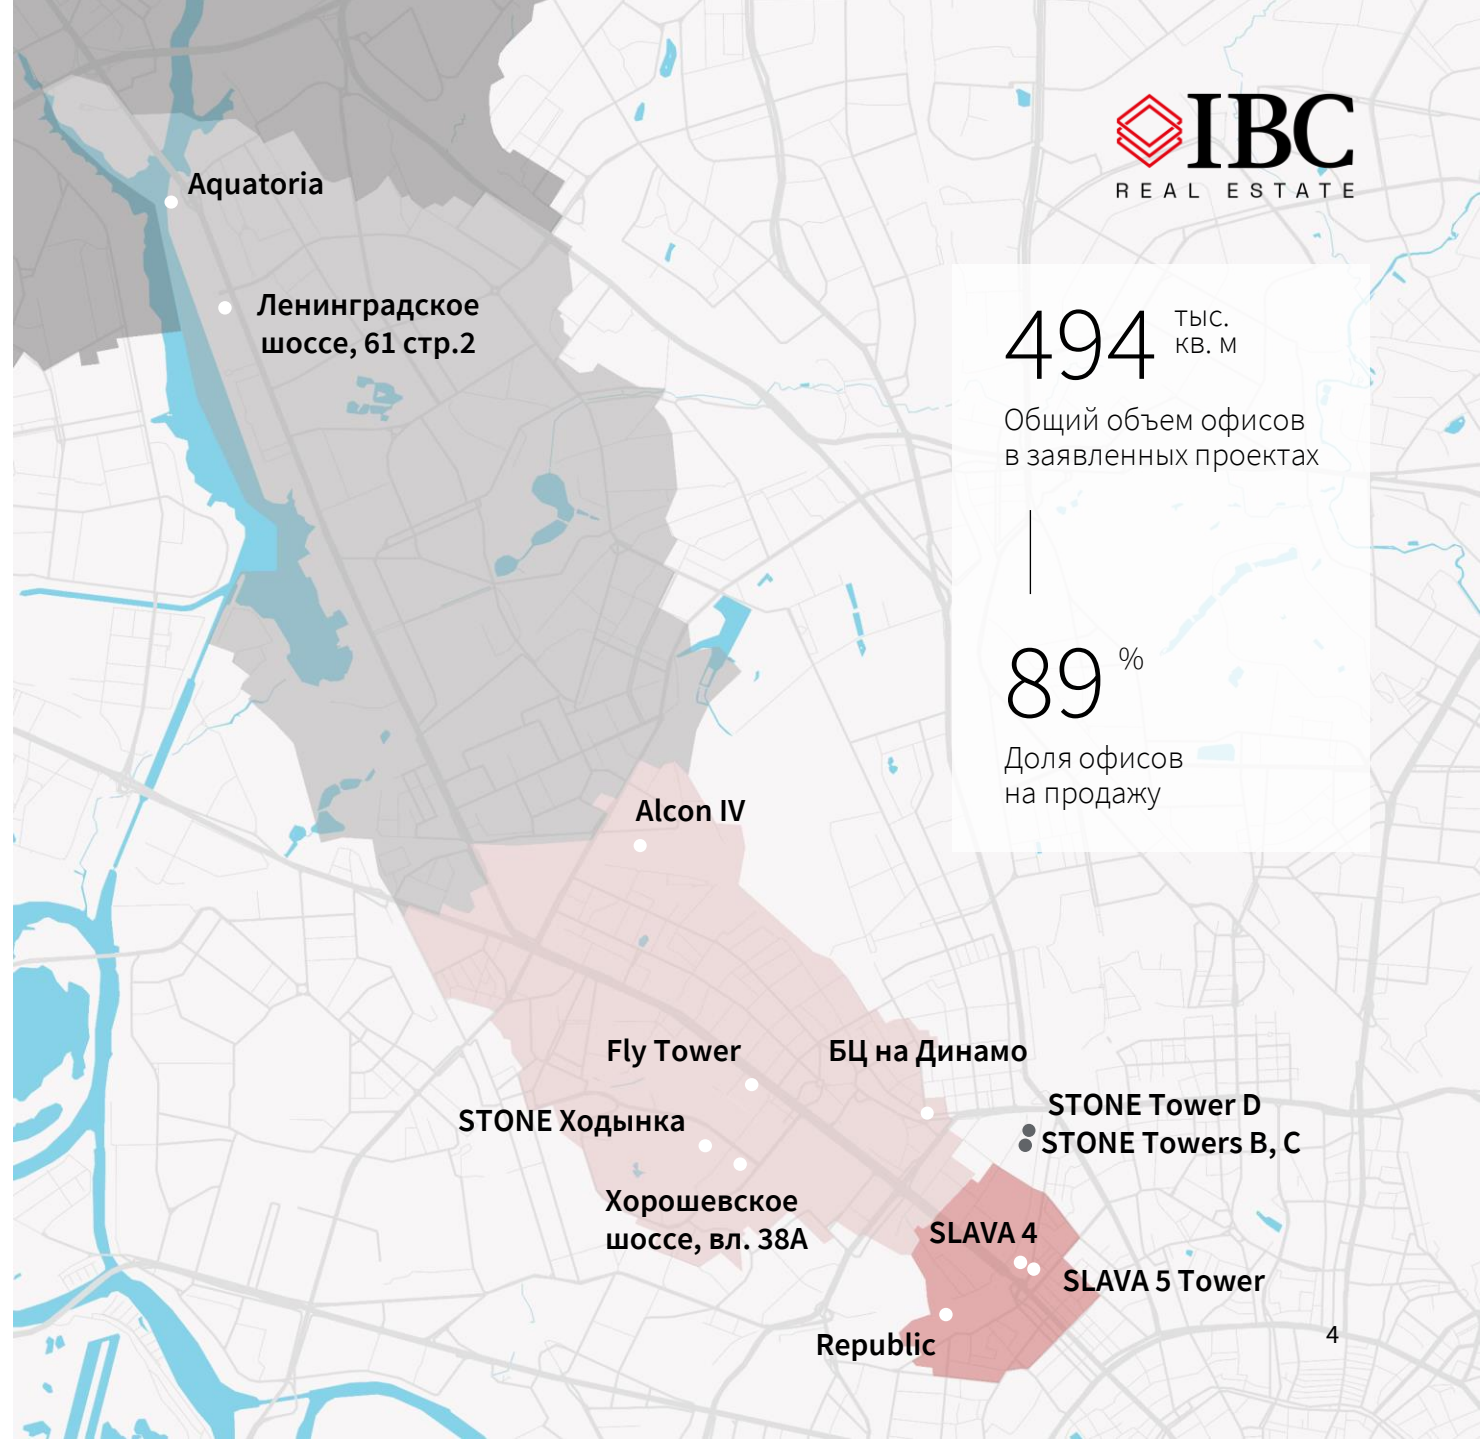 IBC
REAL ESTATE
Aquatoria
Ленинградское
шоссе, 61 стр.2
494 тыс.
кв. м
Общий объем офисов
в заявленных проектах
89 %
Доля офисов
на продажу
Alcon IV
Fly Tower
БЦ на Динамо
STONE Ходынка
STONE Tower D
STONE Towers B, C
Хорошевское
шоссе, вл. 38А
SLAVA 4
SLAVA 5 Tower
Republic
4